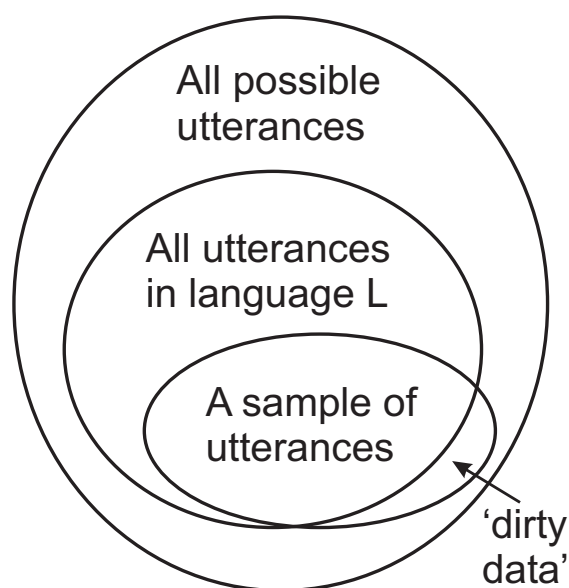 All possible
utterances
All utterances
in language L
A sample of
utterances
‘dirty
data’